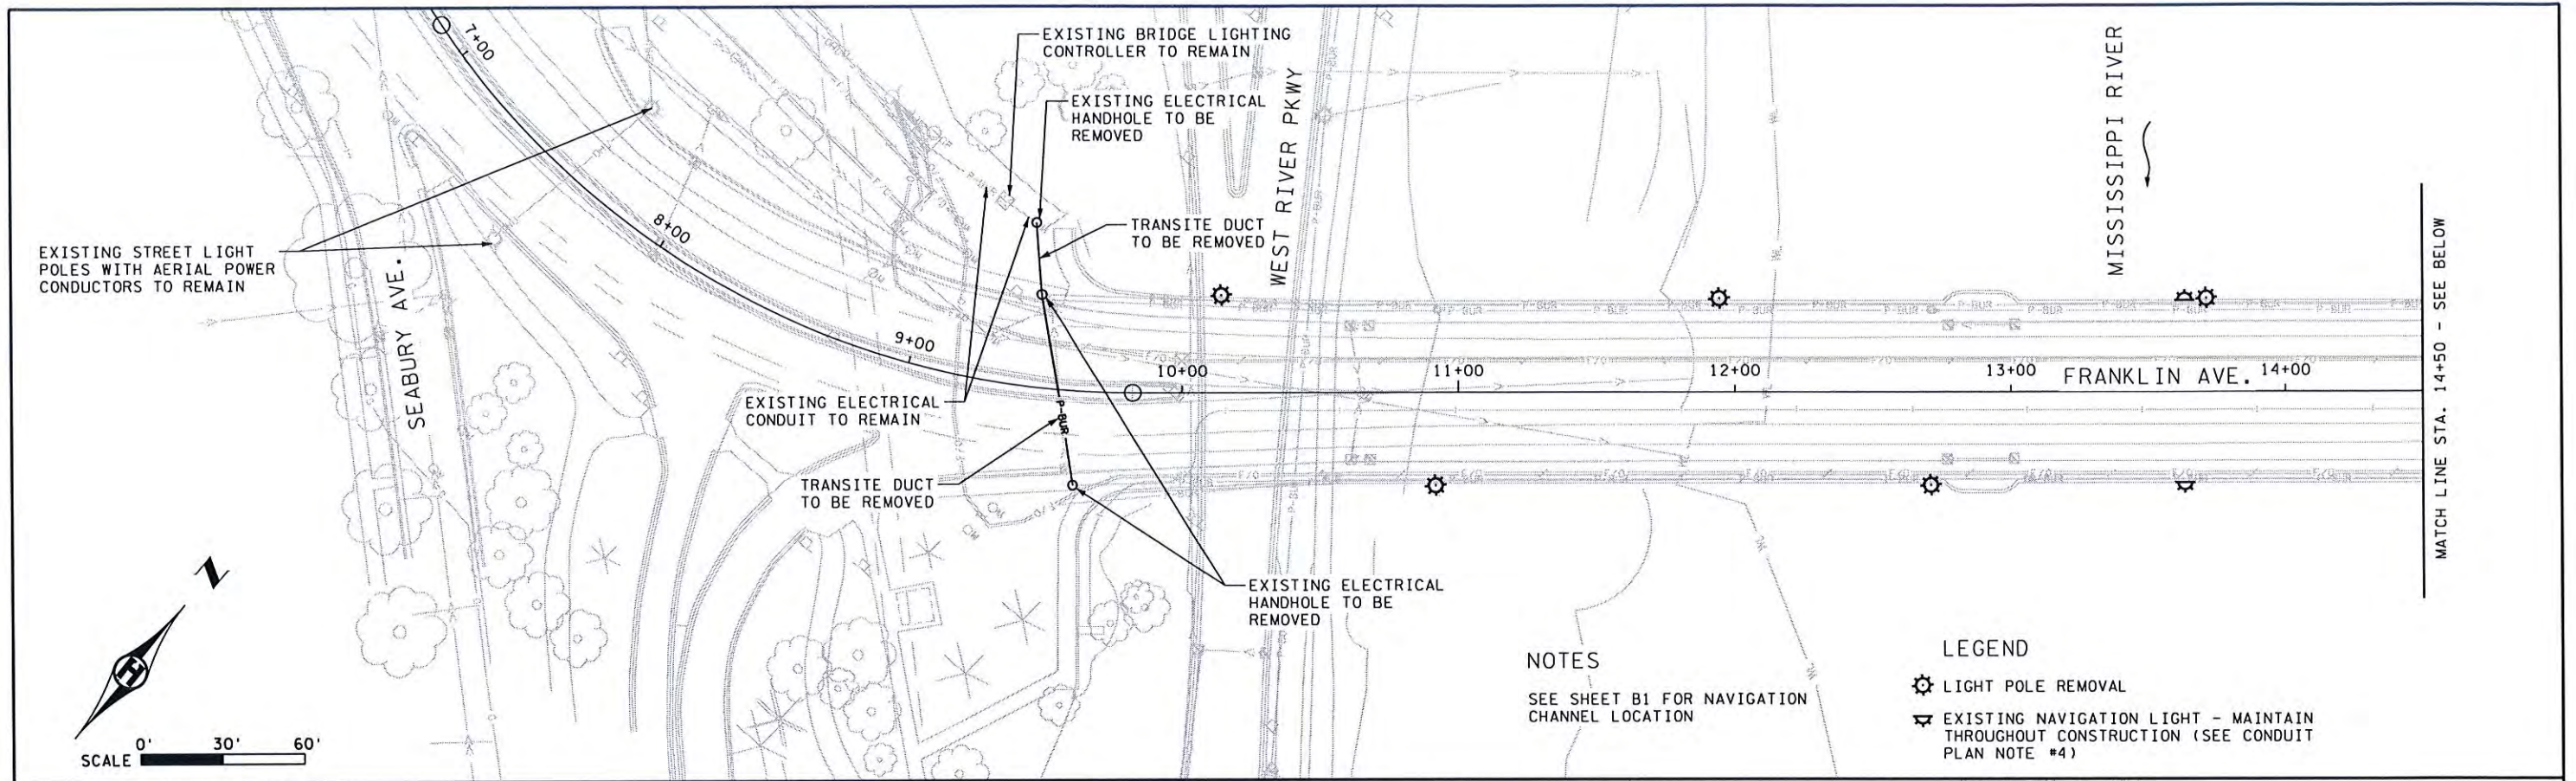 7+00
EXISTING BRIDGE LIGHTING
CONTROLLER TO REMAIN
EXISTING ELECTRICAL
HANDHOLE TO BE
REMOVED
WEST RIVER PKWY
MISSISSIPPI RIVER
8+00
TRANSITE DUCT
TO BE REMOVED
EXISTING STREET LIGHT
POLES WITH AERIAL POWER
CONDUCTORS TO REMAIN
SEABURY AVE.
9+00
10+00
11+00
12+00
13+00
FRANKLIN AVE.
14+00
MATCH LINE STA. 14+50 - SEE BELOW
EXISTING ELECTRICAL
CONDUIT TO REMAIN
P-BUR
TRANSITE DUCT
TO BE REMOVED
EXISTING ELECTRICAL
HANDHOLE TO BE
REMOVED
N
H
SCALE 0' 30' 60'
NOTES
SEE SHEET B1 FOR NAVIGATION
CHANNEL LOCATION
LEGEND
LIGHT POLE REMOVAL
EXISTING NAVIGATION LIGHT - MAINTAIN
THROUGHOUT CONSTRUCTION (SEE CONDUIT
PLAN NOTE #4)